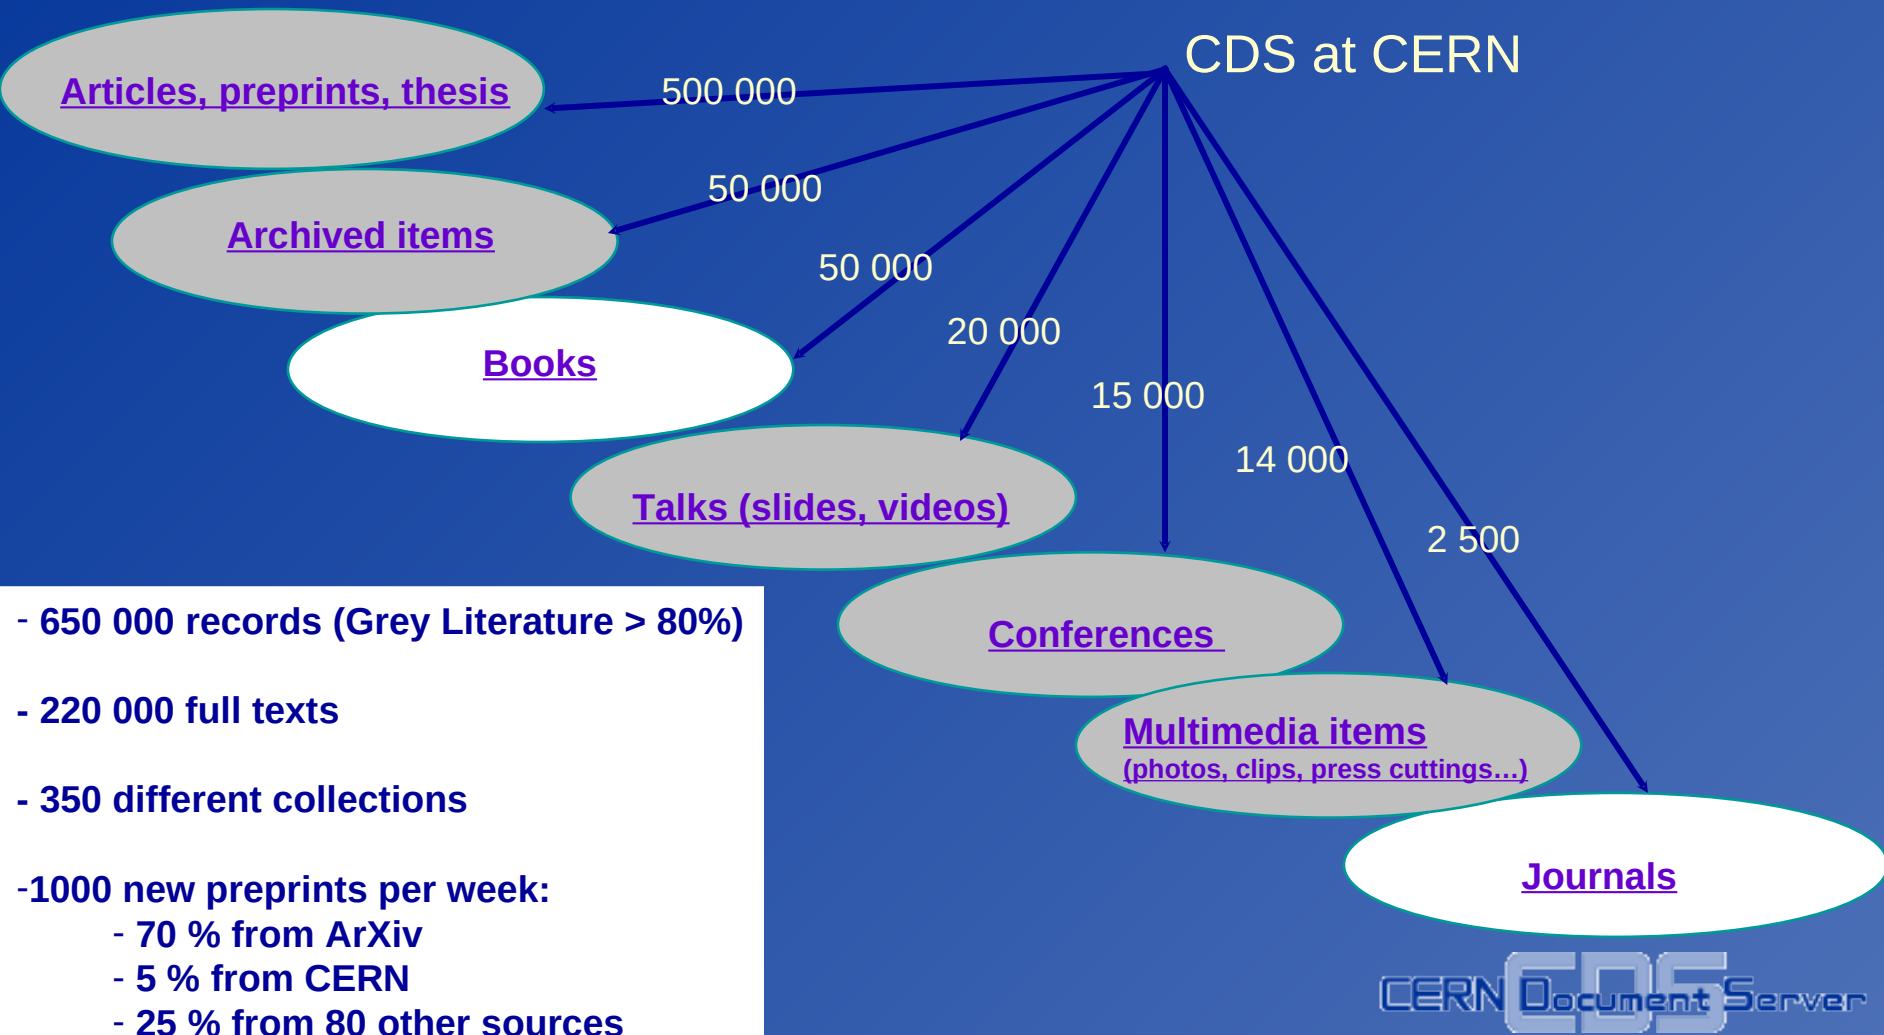 CDS at CERN
Articles, preprints, thesis
500 000
Archived items
50 000
Books
50 000
Talks (slides, videos)
20 000
Conferences
15 000
Multimedia items
(photos, clips, press cuttings…)
14 000
Journals
2 500
- 650 000 records (Grey Literature > 80%)
- 220 000 full texts
- 350 different collections
-1000 new preprints per week:
- 70 % from ArXiv
- 5 % from CERN
- 25 % from 80 other sources
CDS
CERN Document Server